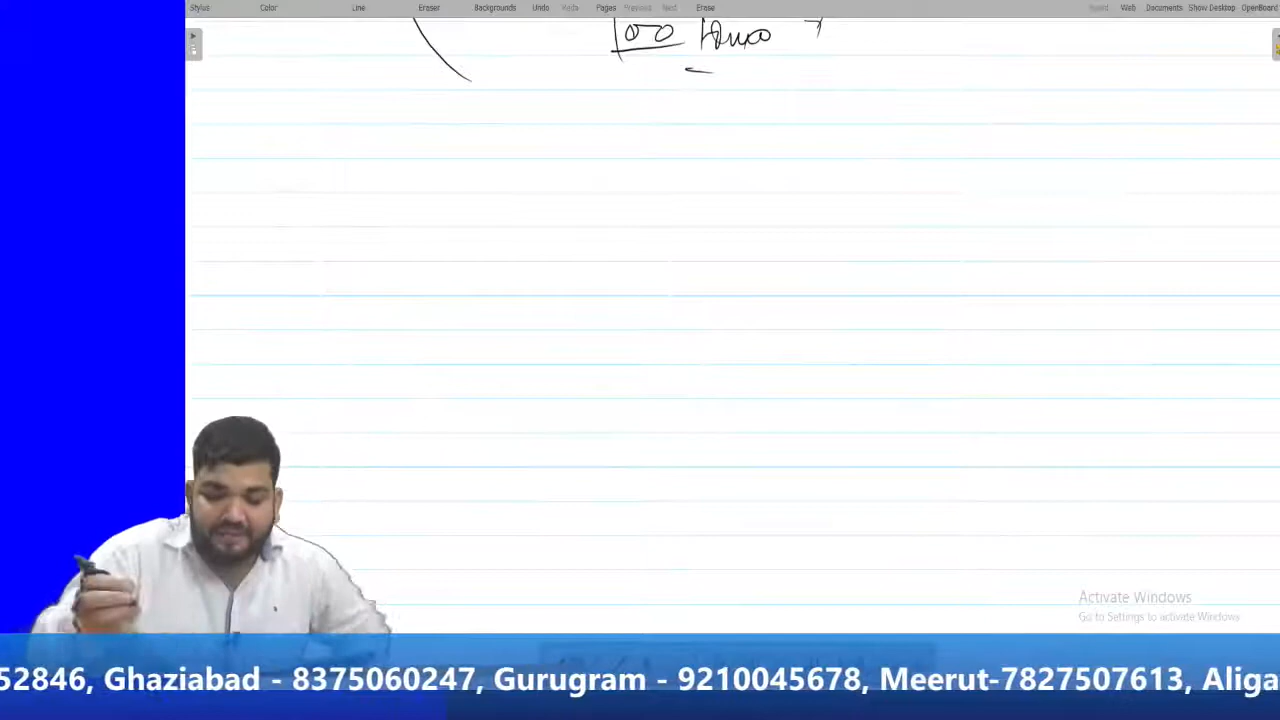 Stylus Color Line Eraser Backgrounds Undo Redo Pages Previous Next Erase Board Web Documents Show Desktop OpenBoard
100
Activate Windows
Go to Settings to activate Windows.
52846, Ghaziabad - 8375060247, Gurugram - 9210045678, Meerut-7827507613, Aliga